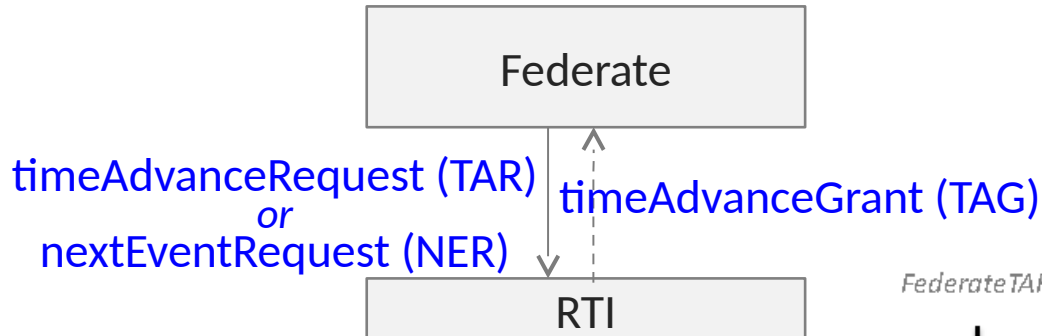 Federate
timeAdvanceRequest (TAR)
or
nextEventRequest (NER)
timeAdvanceGrant (TAG)
RTI